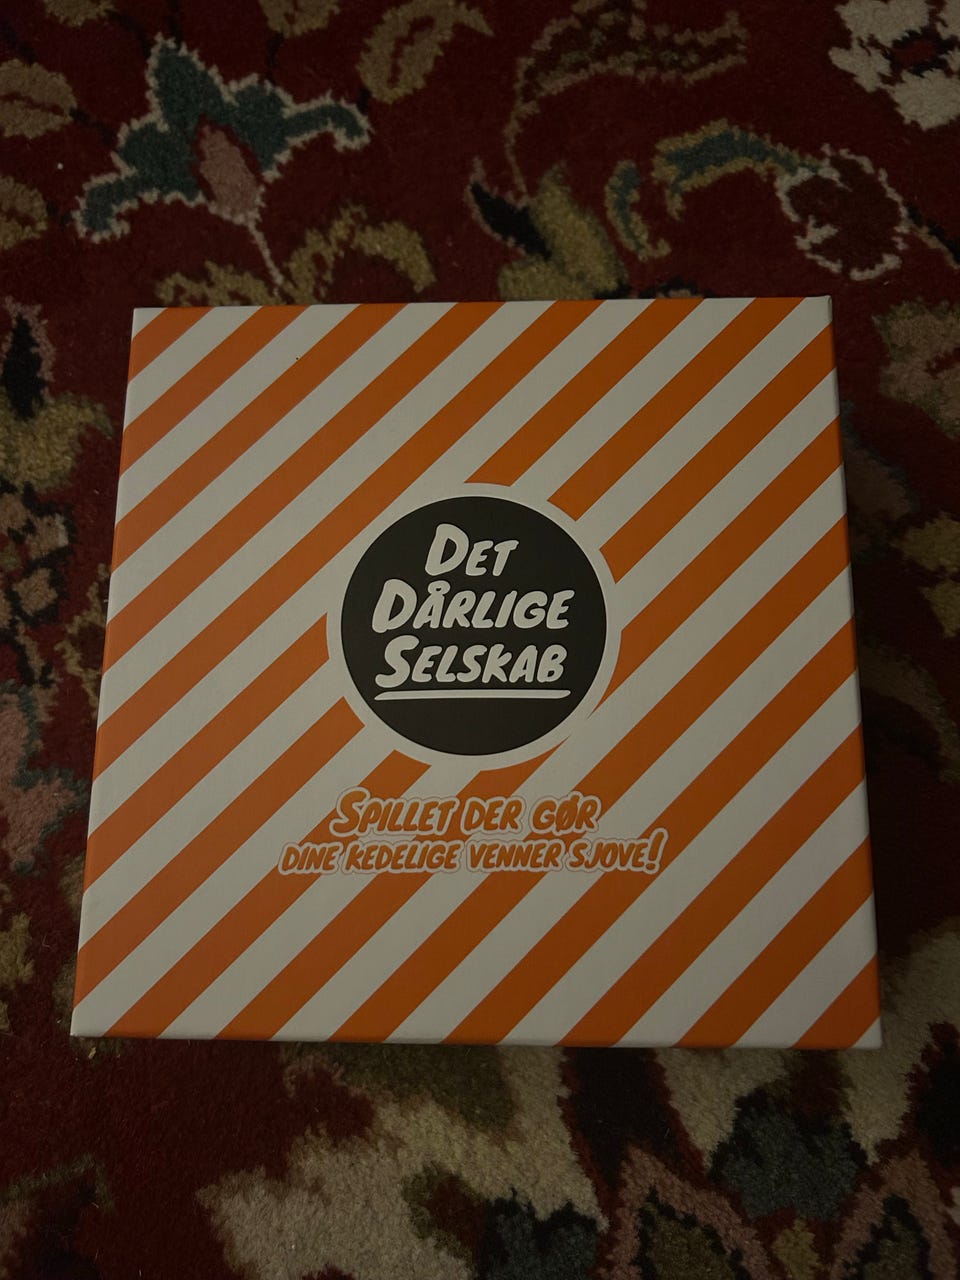 DET
DÅRLIGE
SELSKAB
SPILLET DER GØR
DINE KEDELIGE VENNER SJOVE!